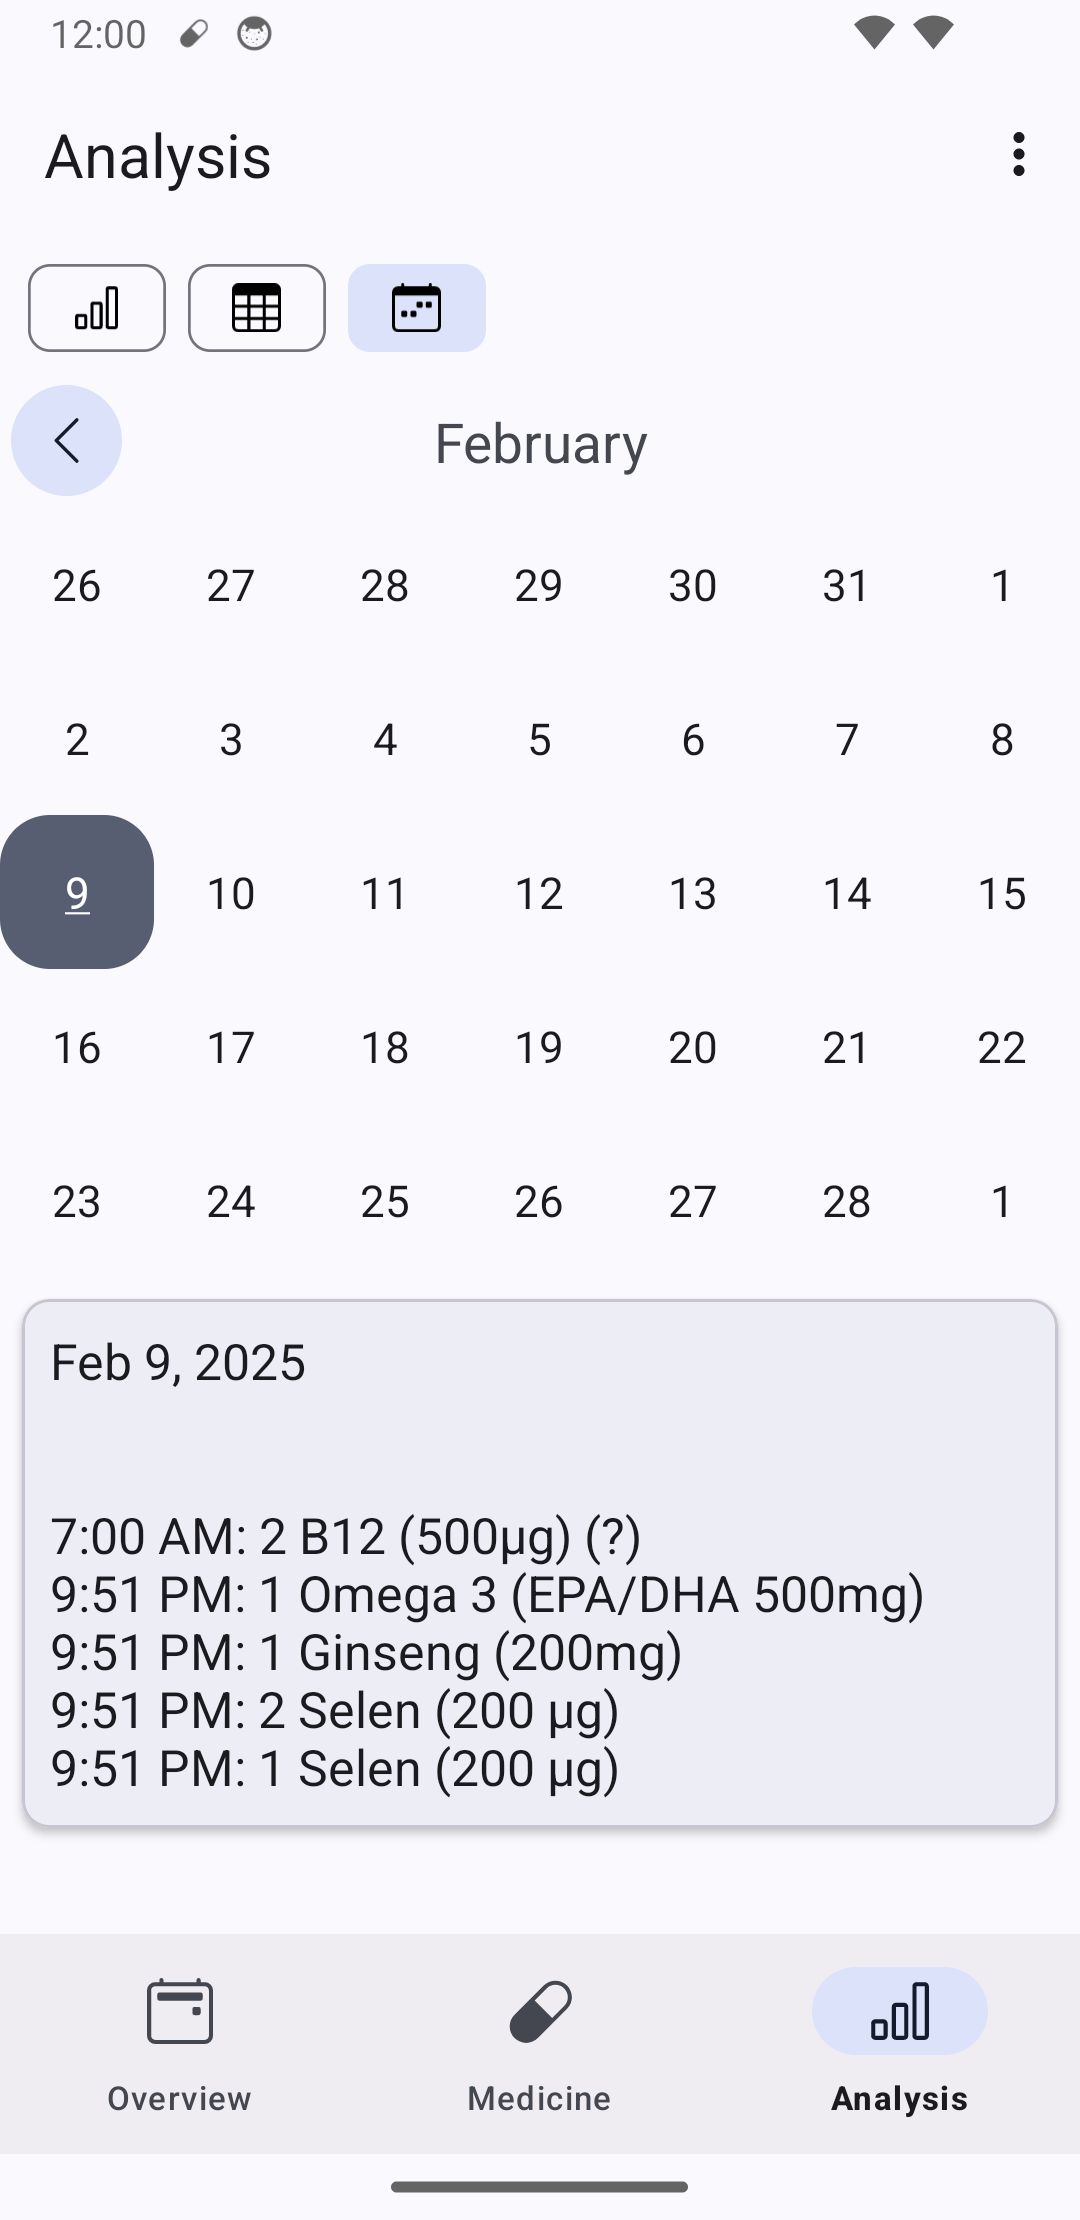 12:00
Analysis
February
26 27 28 29 30 31 1
2 3 4 5 6 7 8
9 10 11 12 13 14 15
16 17 18 19 20 21 22
23 24 25 26 27 28 1
Feb 9, 2025
7:00 AM: 2 B12 (500µg) (?)
9:51 PM: 1 Omega 3 (EPA/DHA 500mg)
9:51 PM: 1 Ginseng (200mg)
9:51 PM: 2 Selen (200 µg)
9:51 PM: 1 Selen (200 µg)
Overview Medicine Analysis